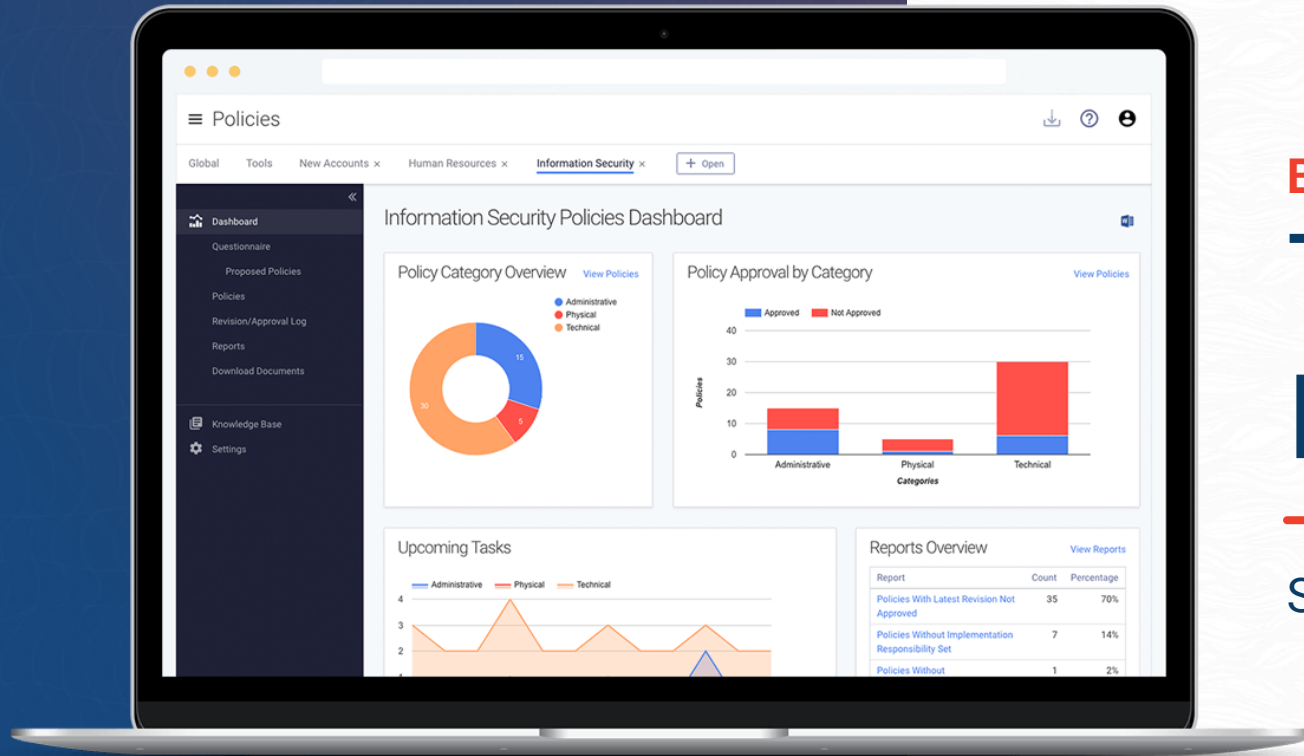 Policies
Global Tools New Accounts × Human Resources × Information Security × + Open
Dashboard
Questionnaire
Proposed Policies
Policies
Revision/Approval Log
Reports
Download Documents
Knowledge Base
Settings
Information Security Policies Dashboard
Policy Category Overview View Policies
Administrative
Physical
Technical
15
5
30
Policy Approval by Category View Policies
Approved Not Approved
40
30
20
10
0
Policies
Administrative Physical Technical
Categories
Upcoming Tasks
Administrative Physical Technical
4
3
2
Reports Overview View Reports
Report Count Percentage
Policies With Latest Revision Not 35 70%
Approved
Policies Without Implementation 7 14%
Responsibility Set
Policies Without 1 2%
S